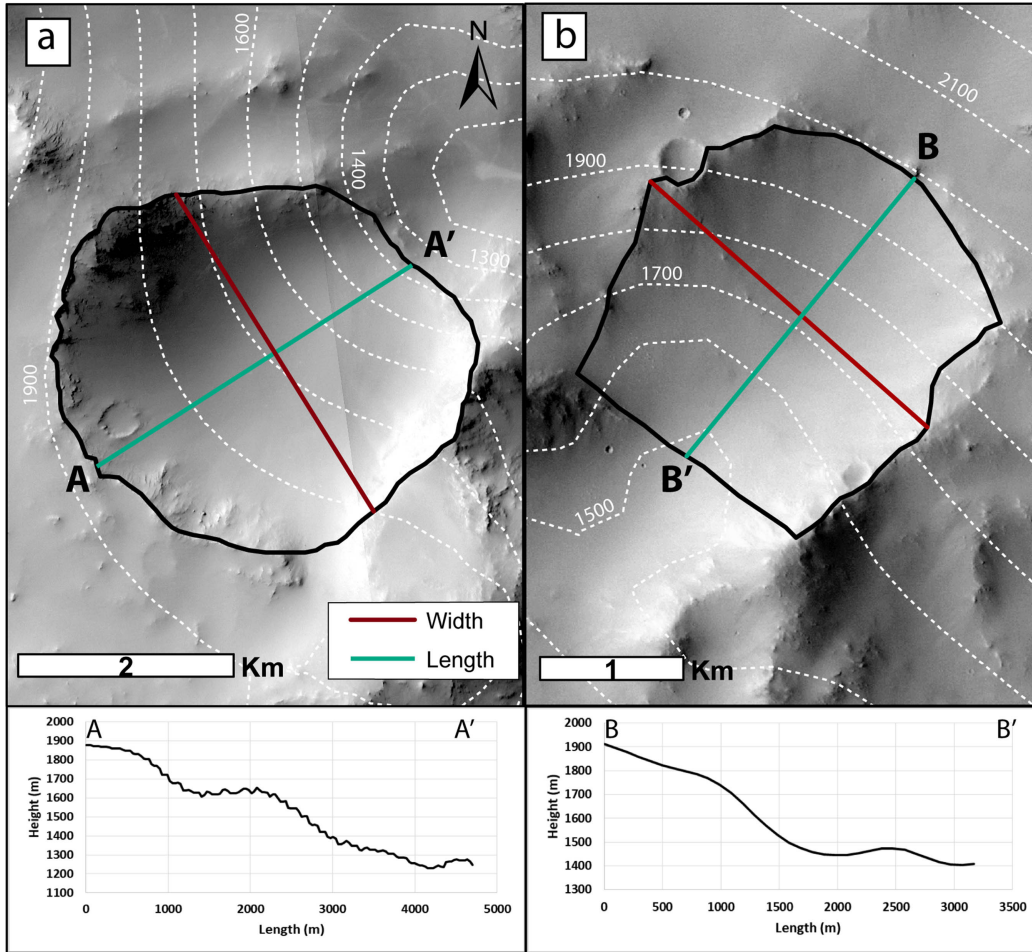 a
N
1600
1400
1300
1900
A
A′
Width
Length
2 Km
b
2100
1900
1700
1500
B
B′
1 Km
A A′
2000
1900
1800
1700
1600
1500
1400
1300
1200
1100
Height (m)
0 1000 2000 3000 4000 5000
Length (m)
B B′
2000
1900
1800
1700
1600
1500
1400
1300
Height (m)
0 500 1000 1500 2000 2500 3000 3500
Length (m)